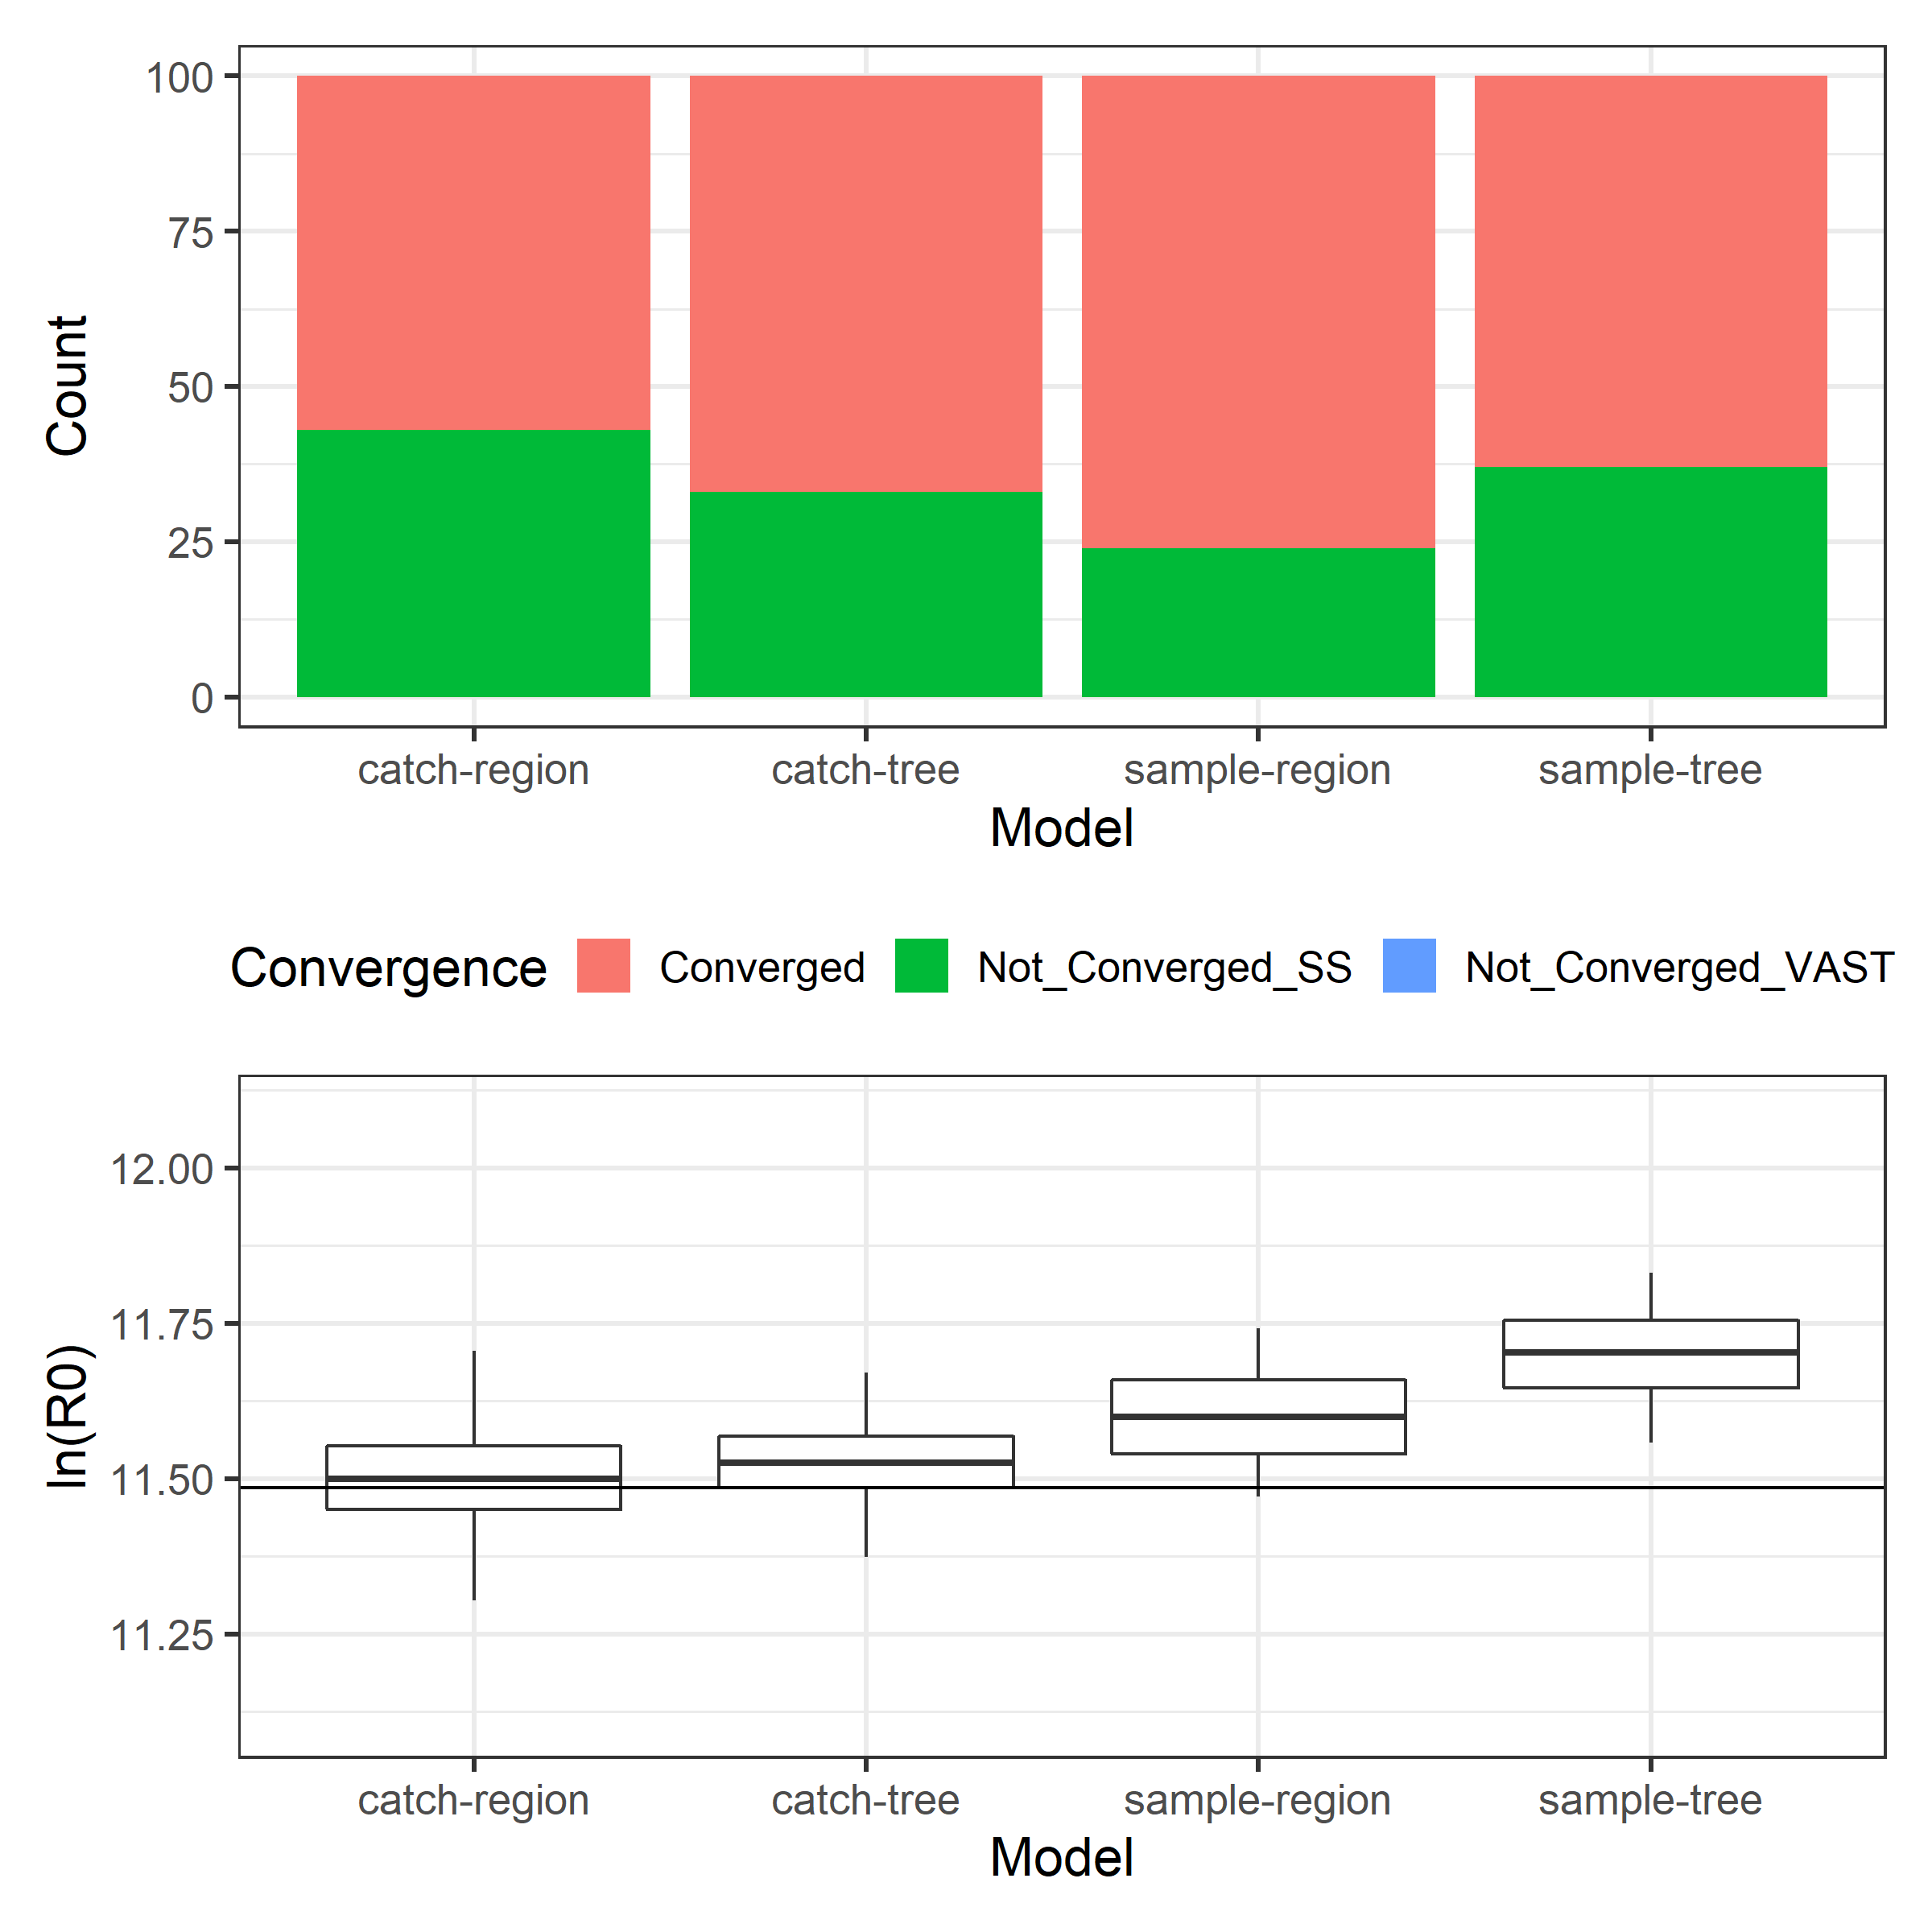 Count
100
75
50
25
0
catch-region catch-tree sample-region sample-tree
Model
Convergence Converged Not_Converged_SS Not_Converged_VAST
ln(R0)
12.00
11.75
11.50
11.25
catch-region catch-tree sample-region sample-tree
Model